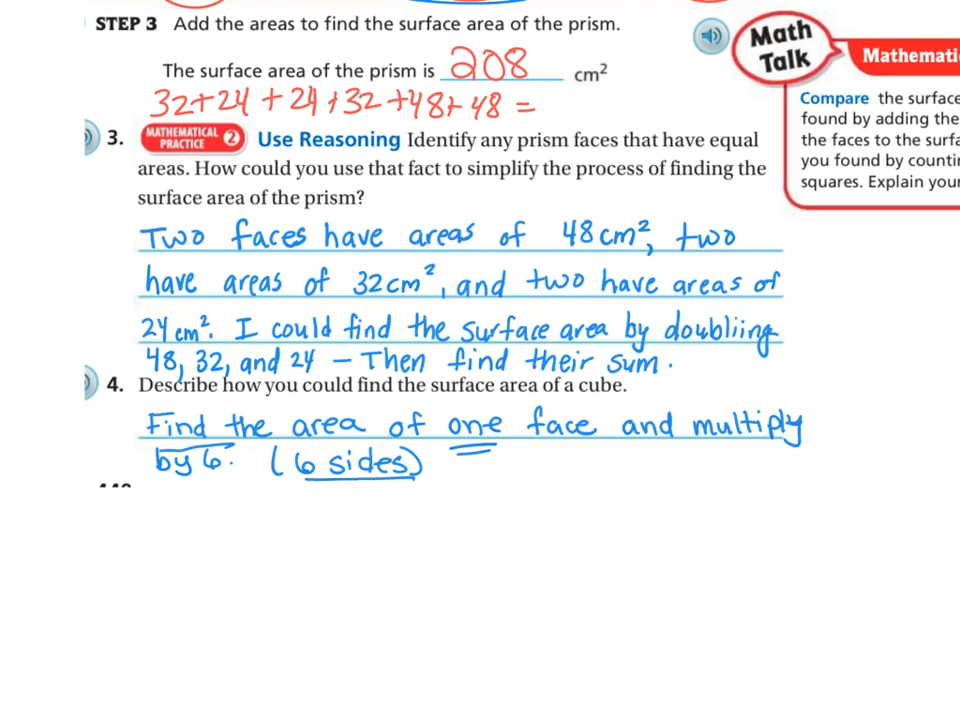 STEP 3 Add the areas to find the surface area of the prism.
The surface area of the prism is 208 cm²
32+24+24+32+48+48=
3. MATHEMATICAL PRACTICE 2 Use Reasoning Identify any prism faces that have equal
areas. How could you use that fact to simplify the process of finding the
surface area of the prism?
Two faces have areas of 48cm², two
have areas of 32cm², and two have areas of
24cm². I could find the surface area by doubliing
48, 32, and 24 – Then find their sum.
4. Describe how you could find the surface area of a cube.
Find the area of one face and multiply
by 6. (6 sides)
Math
Talk
Mathemati
Compare the surface
found by adding the
the faces to the surfa
you found by countin
squares. Explain your